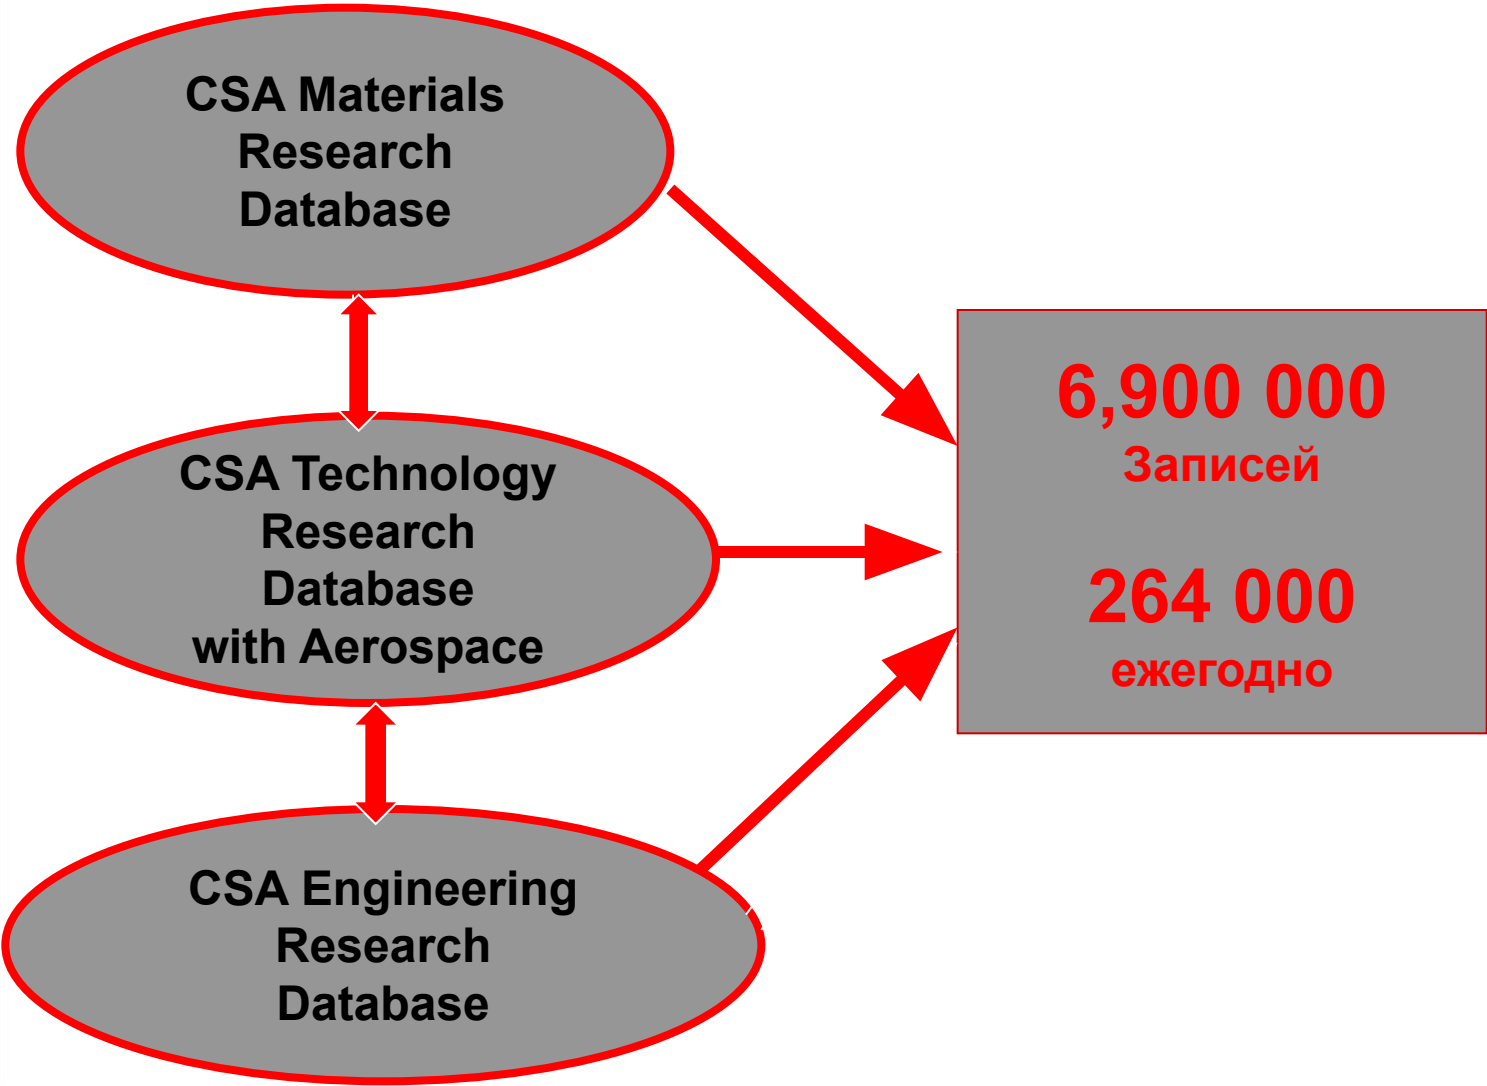 CSA Materials
Research
Database
CSA Technology
Research
Database
with Aerospace
CSA Engineering
Research
Database
6,900 000
Записей
264 000
ежегодно